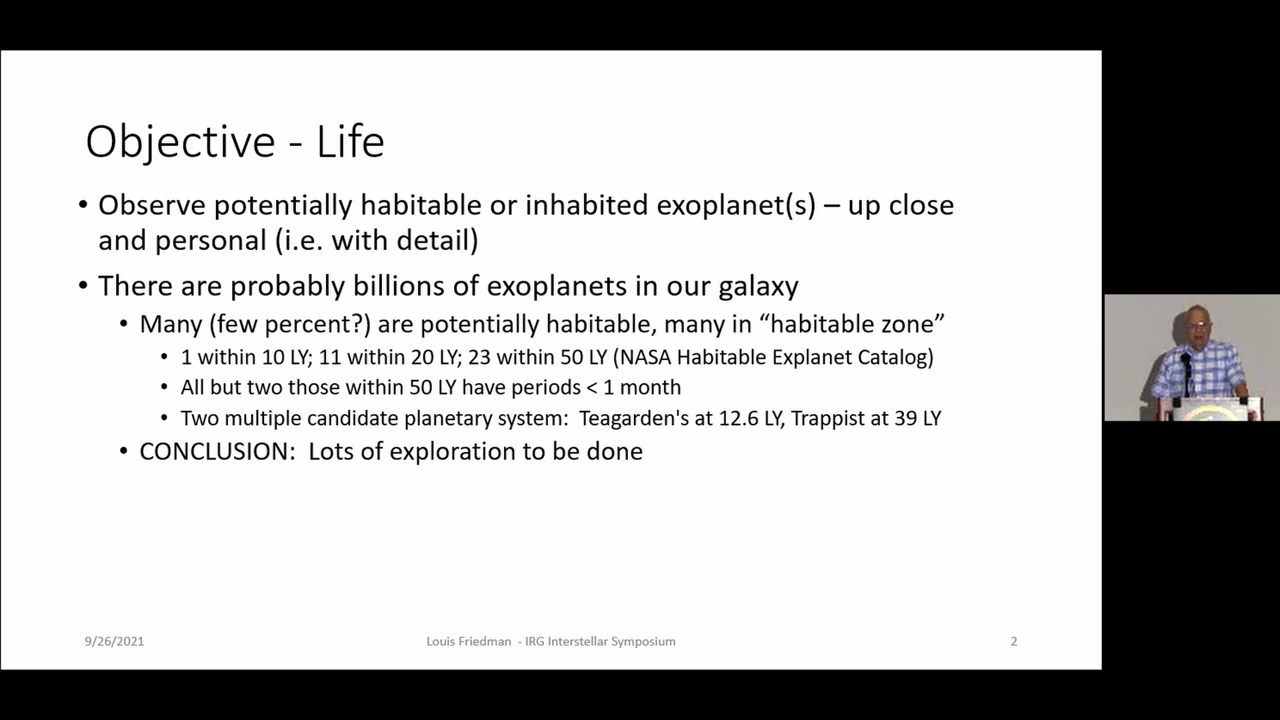 Objective - Life
• Observe potentially habitable or inhabited exoplanet(s) – up close
and personal (i.e. with detail)
• There are probably billions of exoplanets in our galaxy
• Many (few percent?) are potentially habitable, many in “habitable zone”
• 1 within 10 LY; 11 within 20 LY; 23 within 50 LY (NASA Habitable Explanet Catalog)
• All but two those within 50 LY have periods < 1 month
• Two multiple candidate planetary system:  Teagarden's at 12.6 LY, Trappist at 39 LY
• CONCLUSION:  Lots of exploration to be done
9/26/2021
Louis Friedman  - IRG Interstellar Symposium
2